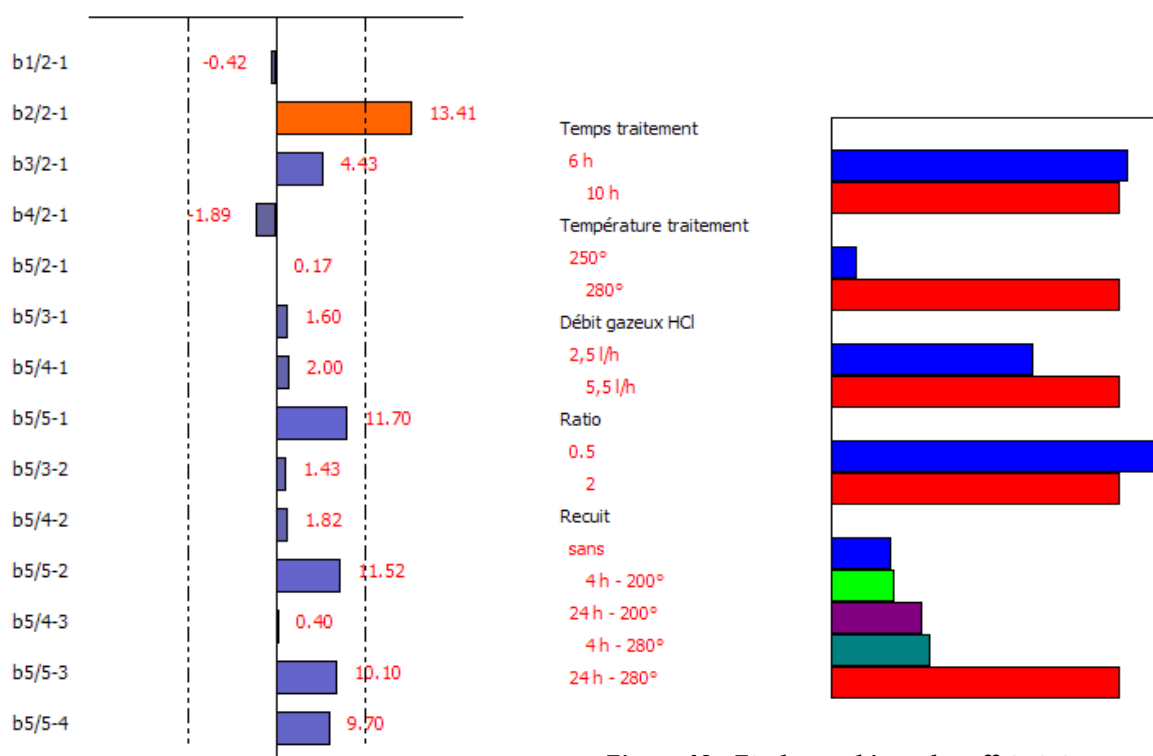 b1/2-1 -0.42
b2/2-1 13.41
b3/2-1 4.43
b4/2-1 -1.89
b5/2-1 0.17
b5/3-1 1.60
b5/4-1 2.00
b5/5-1 11.70
b5/3-2 1.43
b5/4-2 1.82
b5/5-2 11.52
b5/4-3 0.40
b5/5-3 10.10
b5/5-4 9.70
Temps traitement
6 h
10 h
Température traitement
250°
280°
Débit gazeux HCl
2,5 l/h
5,5 l/h
Ratio
0.5
2
Recuit
sans
4 h - 200°
24 h - 200°
4 h - 280°
24 h - 280°